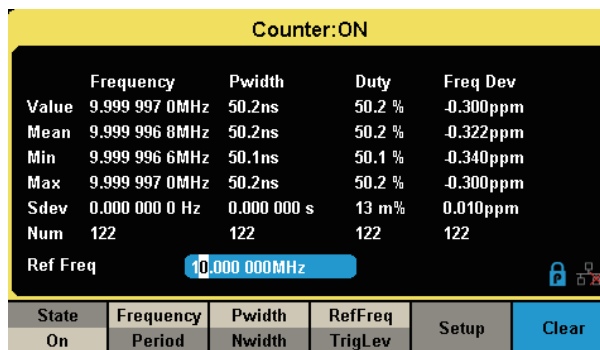 Counter:ON
Frequency Pwidth Duty Freq Dev
Value 9.999 997 0MHz 50.2ns 50.2 % -0.300ppm
Mean 9.999 996 8MHz 50.2ns 50.2 % -0.322ppm
Min 9.999 996 6MHz 50.1ns 50.1 % -0.340ppm
Max 9.999 997 0MHz 50.2ns 50.2 % -0.300ppm
Sdev 0.000 000 0 Hz 0.000 000 s 13 m% 0.010ppm
Num 122 122 122 122
Ref Freq 10.000 000MHz
P
State Frequency Pwidth RefFreq Setup Clear
On Period Nwidth TrigLev